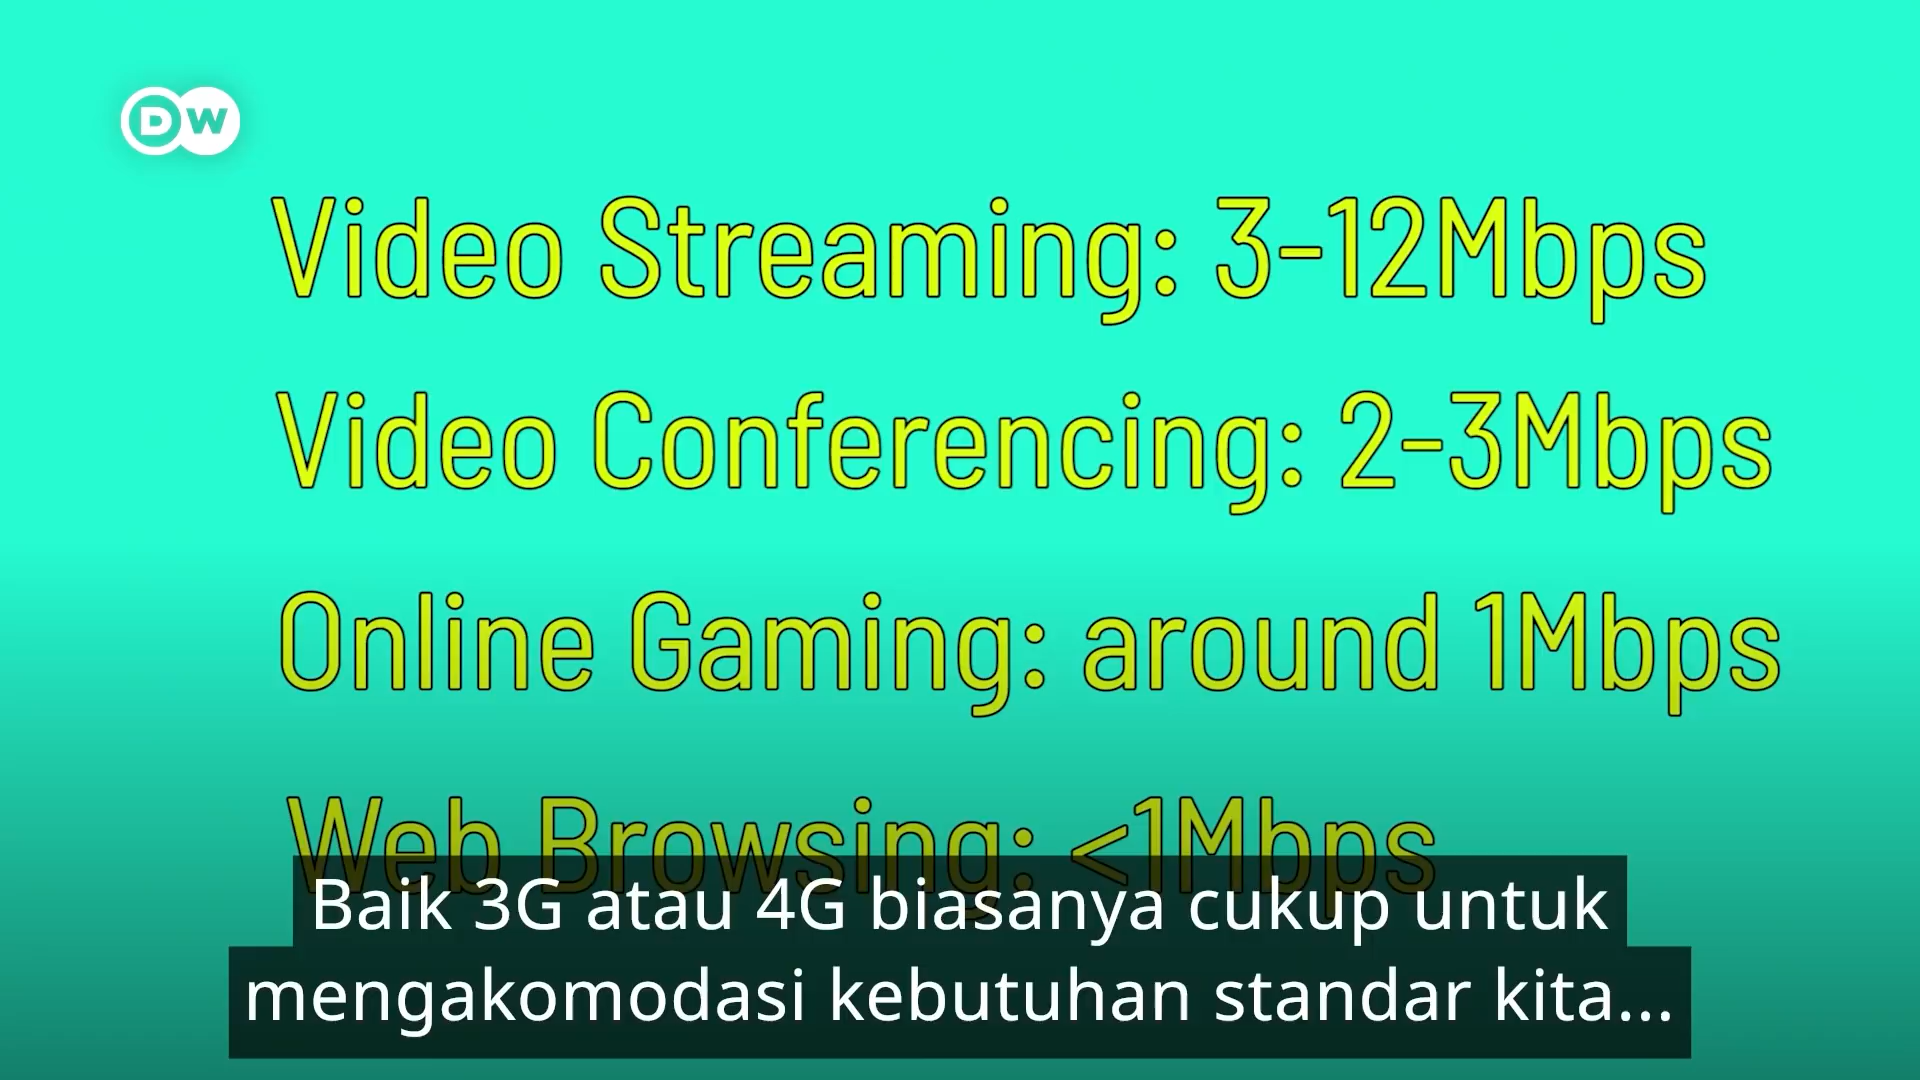 DW
Video Streaming: 3-12Mbps
Video Conferencing: 2-3Mbps
Online Gaming: around 1Mbps
Web Browsing: <1Mbps
Baik 3G atau 4G biasanya cukup untuk
mengakomodasi kebutuhan standar kita...